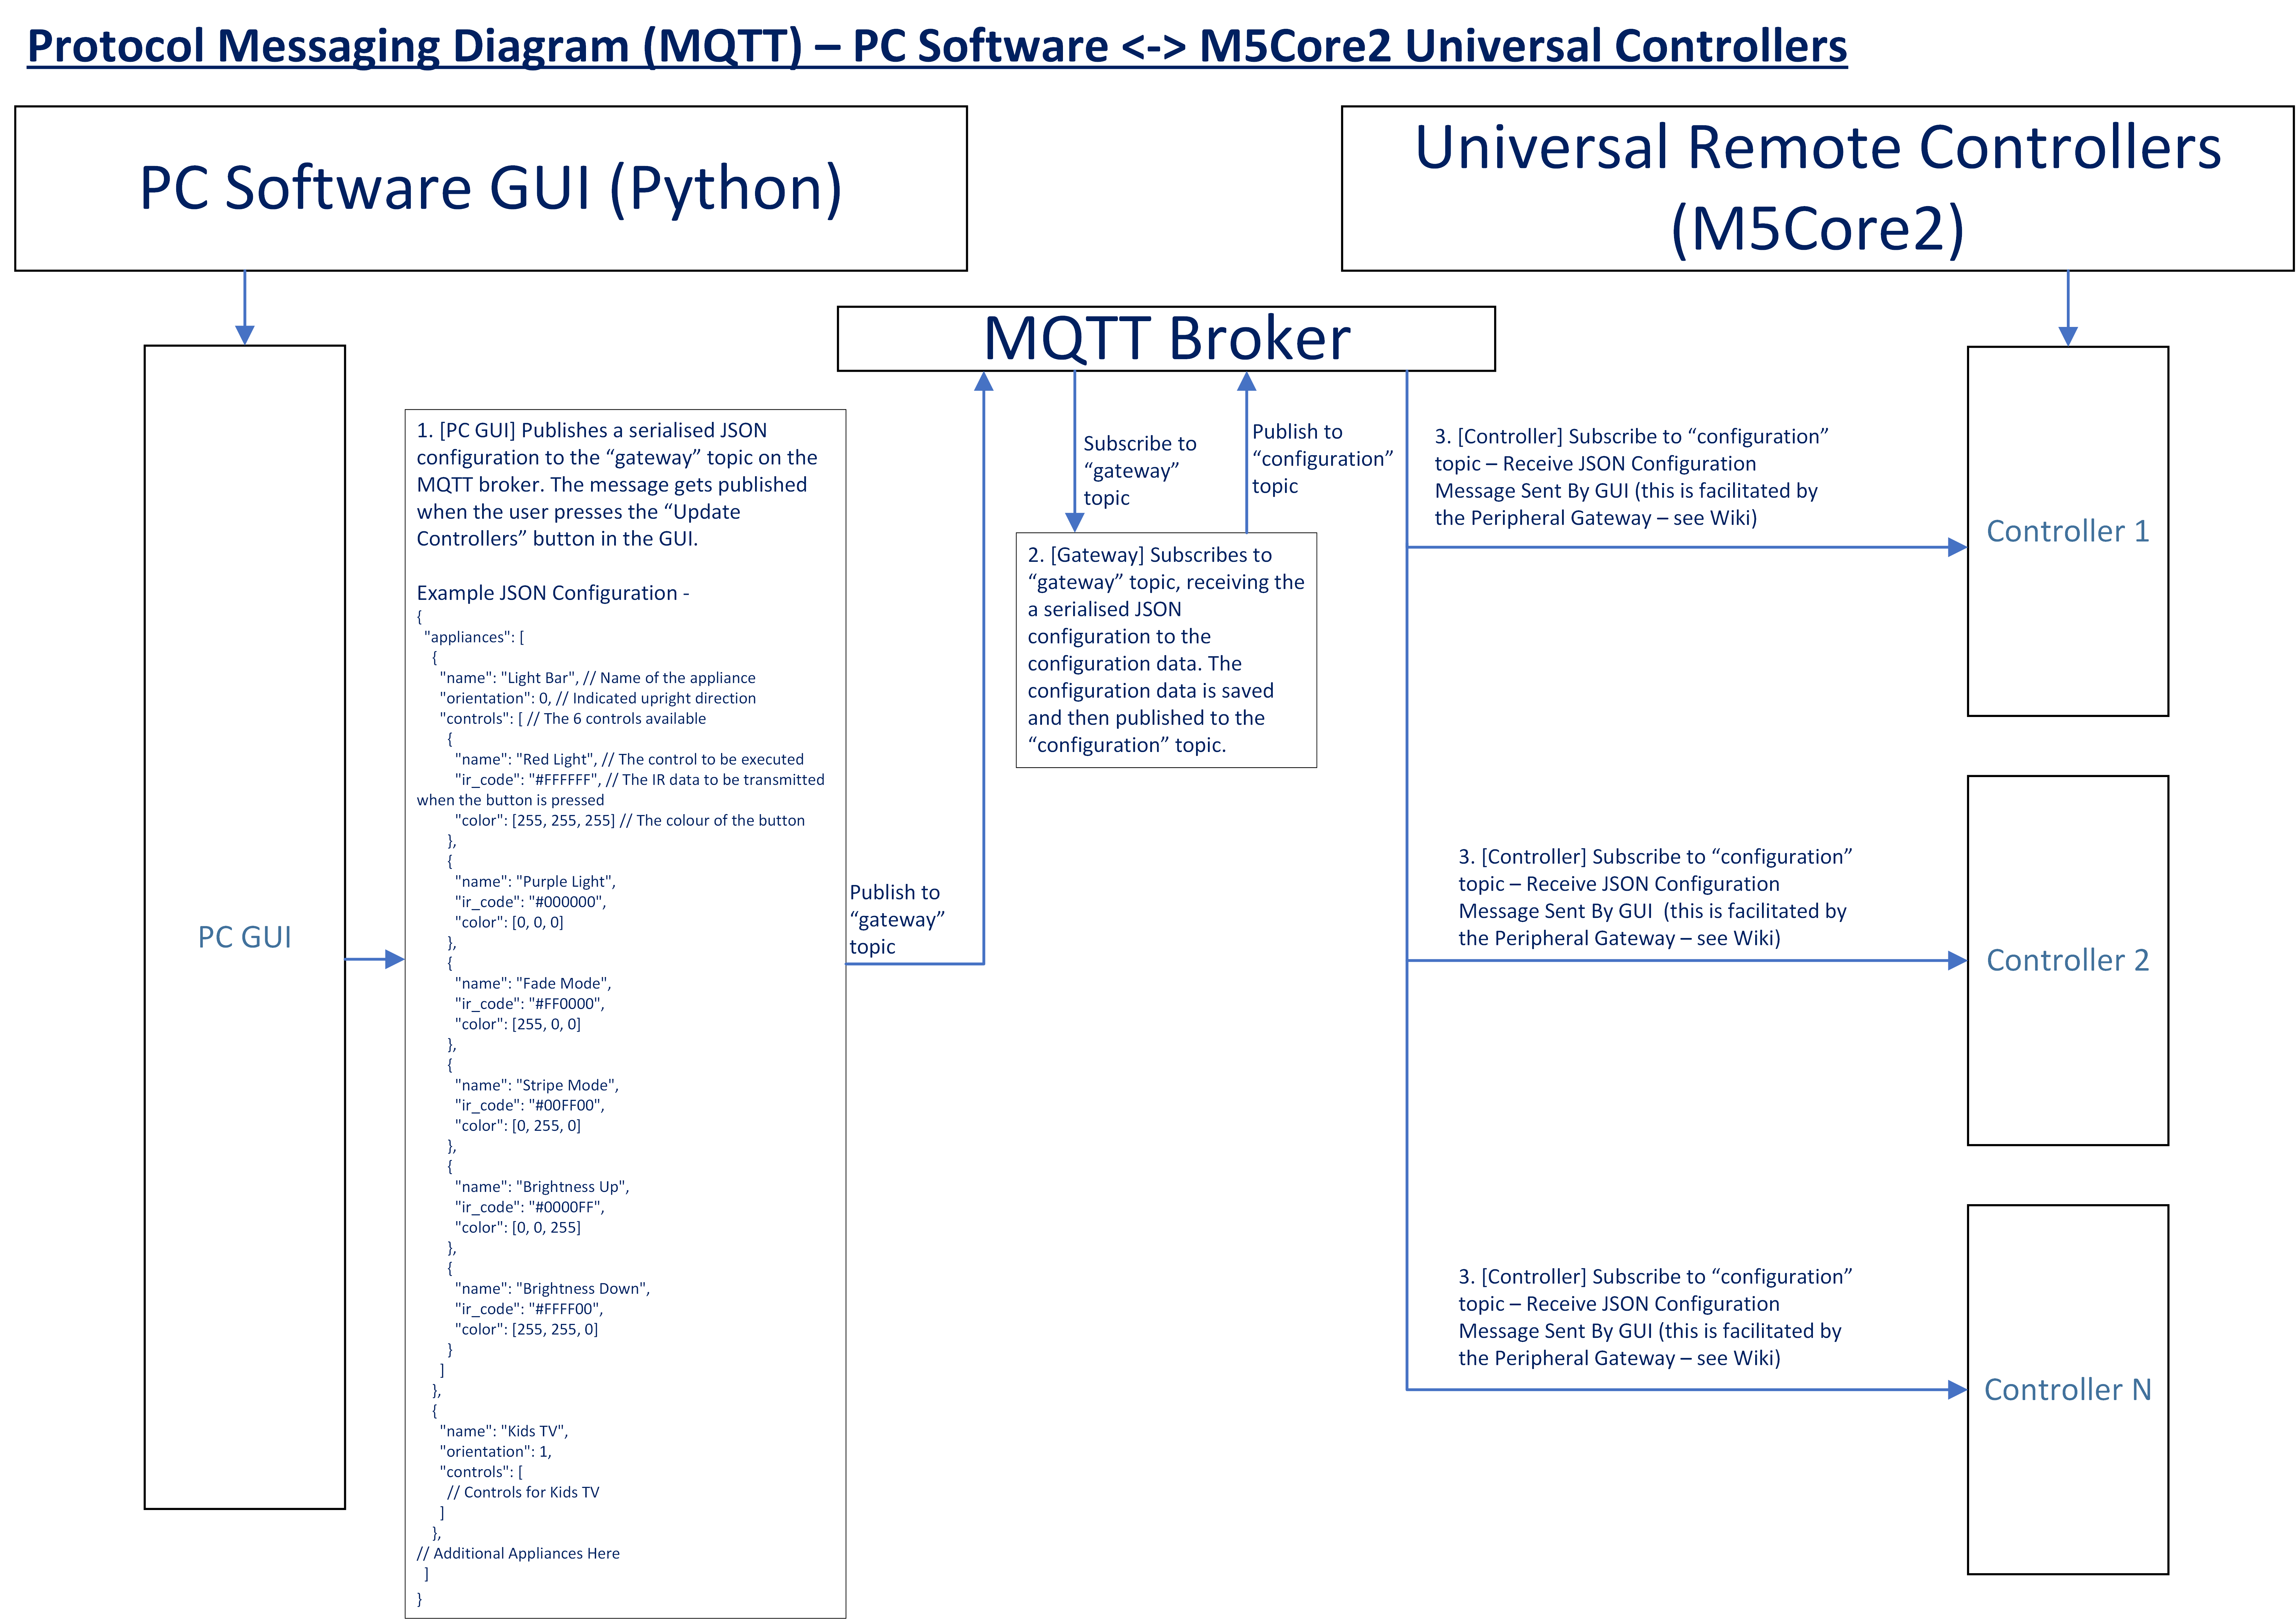 Protocol Messaging Diagram (MQTT) – PC Software <-> M5Core2 Universal Controllers
PC Software GUI (Python)
Universal Remote Controllers
(M5Core2)
MQTT Broker
PC GUI
1. [PC GUI] Publishes a serialised JSON
configuration to the “gateway” topic on the
MQTT broker. The message gets published
when the user presses the “Update
Controllers” button in the GUI.
Example JSON Configuration -
{
"appliances": [
{
"name": "Light Bar", // Name of the appliance
"orientation": 0, // Indicated upright direction
"controls": [ // The 6 controls available
{
"name": "Red Light", // The control to be executed
"ir_code": "#FFFFFF", // The IR data to be transmitted
when the button is pressed
"color": [255, 255, 255] // The colour of the button
},
{
"name": "Purple Light",
"ir_code": "#000000",
"color": [0, 0, 0]
},
{
"name": "Fade Mode",
"ir_code": "#FF0000",
"color": [255, 0, 0]
},
{
"name": "Stripe Mode",
"ir_code": "#00FF00",
"color": [0, 255, 0]
},
{
"name": "Brightness Up",
"ir_code": "#0000FF",
"color": [0, 0, 255]
},
{
"name": "Brightness Down",
"ir_code": "#FFFF00",
"color": [255, 255, 0]
}
]
},
{
"name": "Kids TV",
"orientation": 1,
"controls": [
// Controls for Kids TV
]
},
// Additional Appliances Here
]
}
Publish to
“gateway”
topic
Subscribe to
“gateway”
topic
Publish to
“configuration”
topic
2. [Gateway] Subscribes to
“gateway” topic, receiving the
a serialised JSON
configuration to the
configuration data. The
configuration data is saved
and then published to the
“configuration” topic.
3. [Controller] Subscribe to “configuration”
topic – Receive JSON Configuration
Message Sent By GUI (this is facilitated by
the Peripheral Gateway – see Wiki)
Controller 1
3. [Controller] Subscribe to “configuration”
topic – Receive JSON Configuration
Message Sent By GUI  (this is facilitated by
the Peripheral Gateway – see Wiki)
Controller 2
3. [Controller] Subscribe to “configuration”
topic – Receive JSON Configuration
Message Sent By GUI (this is facilitated by
the Peripheral Gateway – see Wiki)
Controller N